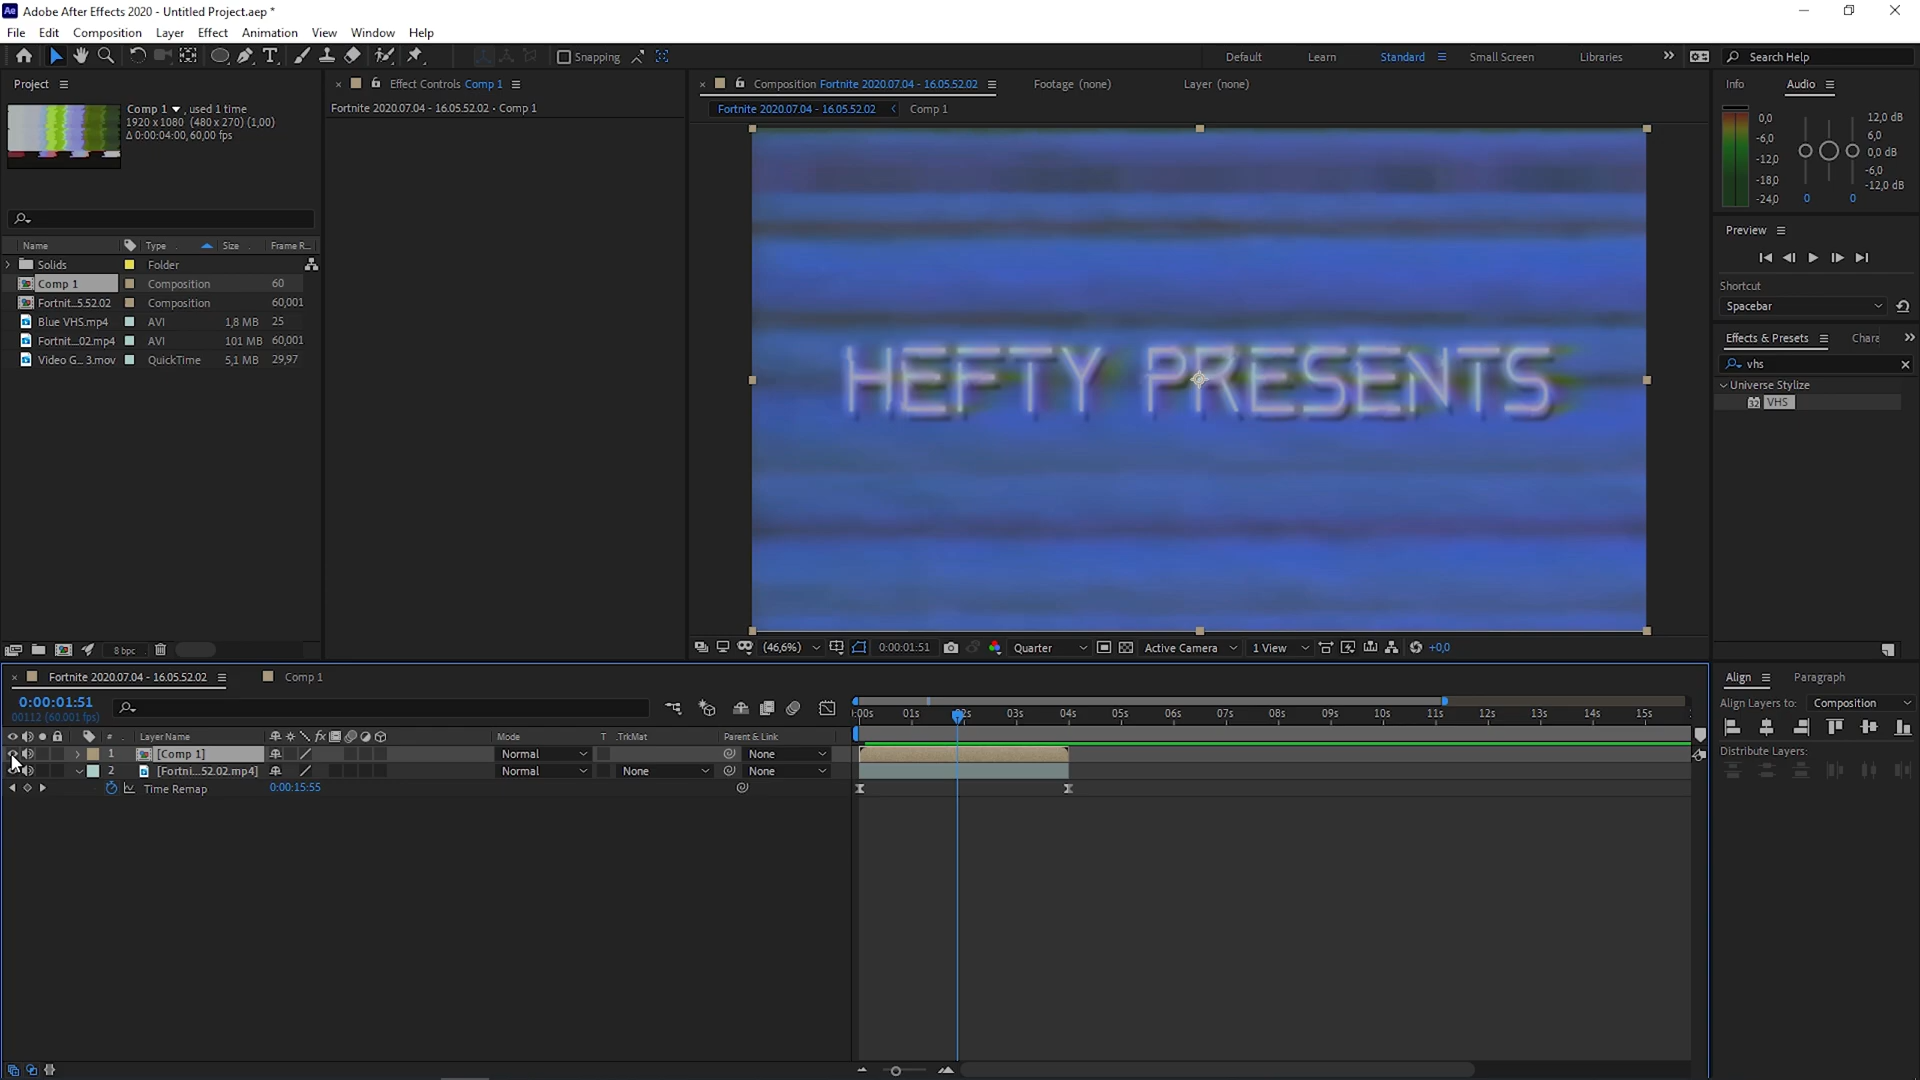 Adobe After Effects 2020 - Untitled Project.aep *
File Edit Composition Layer Effect Animation View Window Help
Snapping
Default Learn Standard Small Screen Libraries
Search Help
Project
Comp 1 , used 1 time
1920 x 1080 (480 x 270) (1,00)
Δ 0:00:04:00, 60,00 fps
Name Type Size Frame R...
Solids Folder
Comp 1 Composition 60
Fortnit...5.52.02 Composition 60,001
Blue VHS.mp4 AVI 1,8 MB 25
Fortnit...02.mp4 AVI 101 MB 60,001
Video G... 3.mov QuickTime 5,1 MB 29,97
8 bpc
Effect Controls Comp 1
Fortnite 2020.07.04 - 16.05.52.02 • Comp 1
Composition Fortnite 2020.07.04 - 16.05.52.02
Footage (none) Layer (none)
Fortnite 2020.07.04 - 16.05.52.02 Comp 1
HEFTY PRESENTS
(46,6%) 0:00:01:51 Quarter Active Camera 1 View +0,0
Info Audio
0,0
-6,0
-12,0
-18,0
-24,0
12,0 dB
6,0
0,0 dB
-6,0
-12,0 dB
0 0
Preview
Shortcut
Spacebar
Effects & Presets Chara
vhs
Universe Stylize
32 VHS
Align Paragraph
Align Layers to: Composition
Distribute Layers:
Fortnite 2020.07.04 - 16.05.52.02 Comp 1
0:00:01:51
00112 (60.001 fps)
# Layer Name fx Mode T .TrkMat Parent & Link
1 [Comp 1] Normal None
2 [Fortni...52.02.mp4] Normal None None
Time Remap 0:00:15:55
):00s 01s 02s 03s 04s 05s 06s 07s 08s 09s 10s 11s 12s 13s 14s 15s